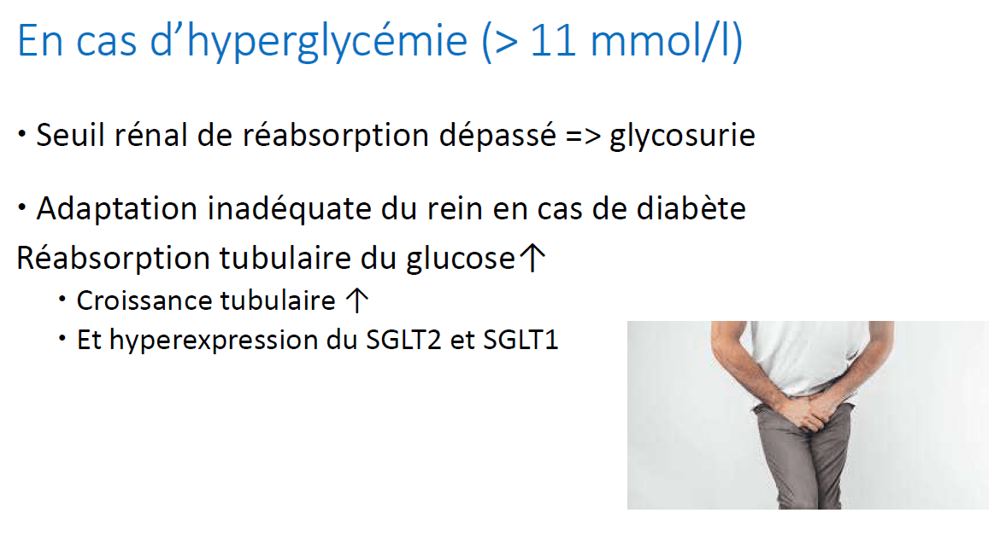 En cas d’hyperglycémie (> 11 mmol/l)
• Seuil rénal de réabsorption dépassé => glycosurie
• Adaptation inadéquate du rein en cas de diabète
Réabsorption tubulaire du glucose↑
• Croissance tubulaire ↑
• Et hyperexpression du SGLT2 et SGLT1